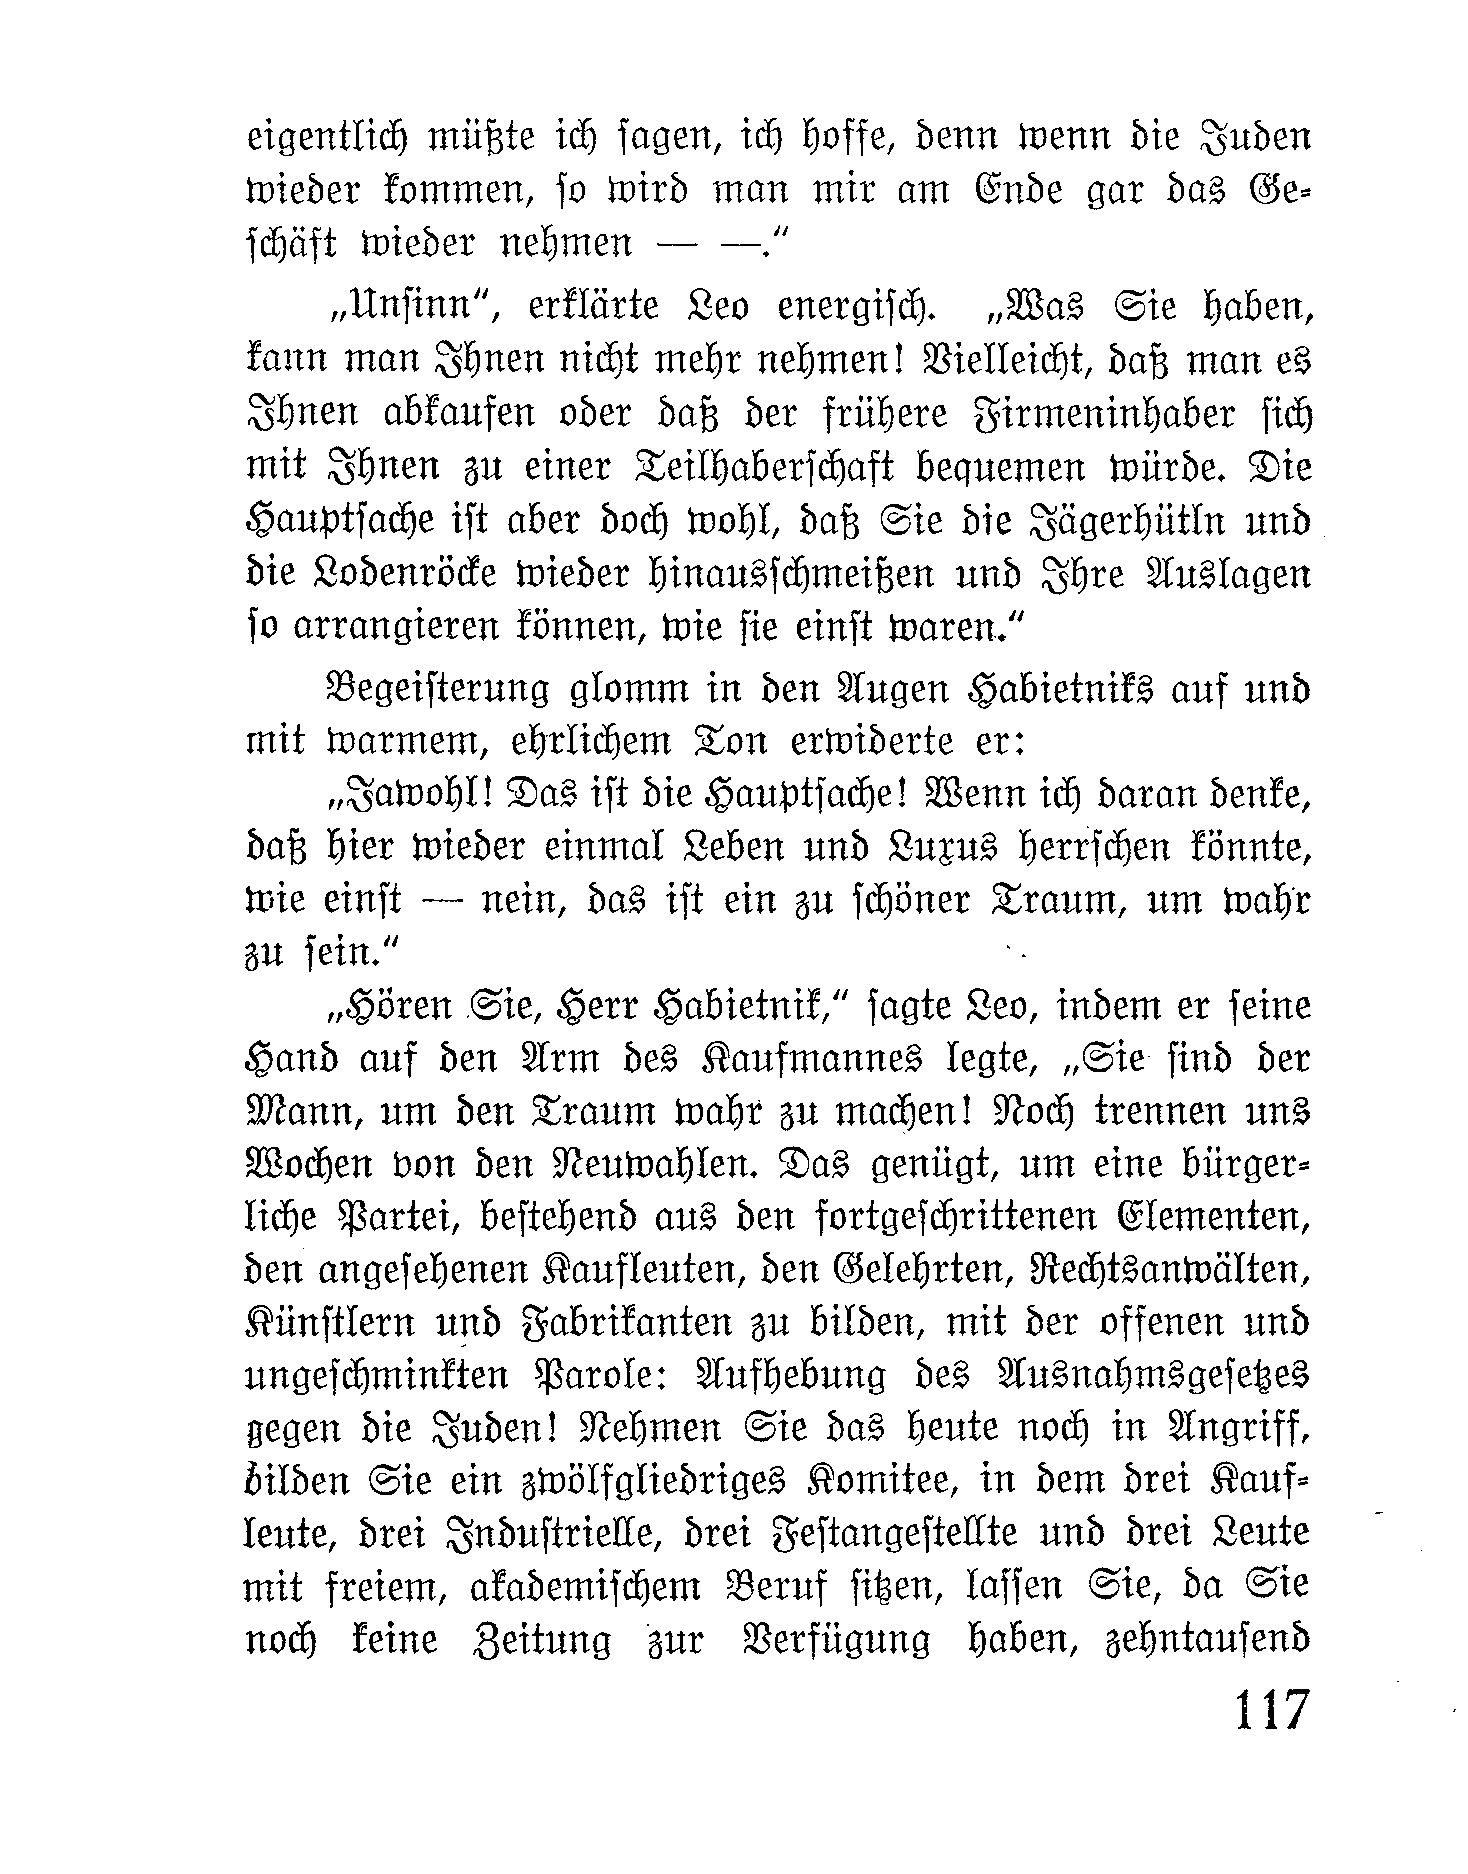 eigentlich müßte ich ſagen, ich hoffe, denn wenn die Juden
wieder kommen, ſo wird man mir am Ende gar das Ge-
ſchäft wieder nehmen — —.“
„Unſinn“, erklärte Leo energiſch. „Was Sie haben,
kann man Ihnen nicht mehr nehmen! Vielleicht, daß man es
Ihnen abkaufen oder daß der frühere Firmeninhaber ſich
mit Ihnen zu einer Teilhaberſchaft bequemen würde. Die
Hauptſache iſt aber doch wohl, daß Sie die Jägerhütln und
die Lodenröcke wieder hinausſchmeißen und Ihre Auslagen
ſo arrangieren können, wie ſie einſt waren.“
Begeiſterung glomm in den Augen Habietniks auf und
mit warmem, ehrlichem Ton erwiderte er:
„Jawohl! Das iſt die Hauptſache! Wenn ich daran denke,
daß hier wieder einmal Leben und Luxus herrſchen könnte,
wie einſt — nein, das iſt ein zu ſchöner Traum, um wahr
zu ſein.“
„Hören Sie, Herr Habietnik,“ ſagte Leo, indem er ſeine
Hand auf den Arm des Kaufmannes legte, „Sie ſind der
Mann, um den Traum wahr zu machen! Noch trennen uns
Wochen von den Neuwahlen. Das genügt, um eine bürger-
liche Partei, beſtehend aus den fortgeſchrittenen Elementen,
den angeſehenen Kaufleuten, den Gelehrten, Rechtsanwälten,
Künſtlern und Fabrikanten zu bilden, mit der offenen und
ungeſchminkten Parole: Aufhebung des Ausnahmsgeſetzes
gegen die Juden! Nehmen Sie das heute noch in Angriff,
bilden Sie ein zwölfgliedriges Komitee, in dem drei Kauf-
leute, drei Induſtrielle, drei Feſtangeſtellte und drei Leute
mit freiem, akademiſchem Beruf ſitzen, laſſen Sie, da Sie
noch keine Zeitung zur Verfügung haben, zehntauſend
117